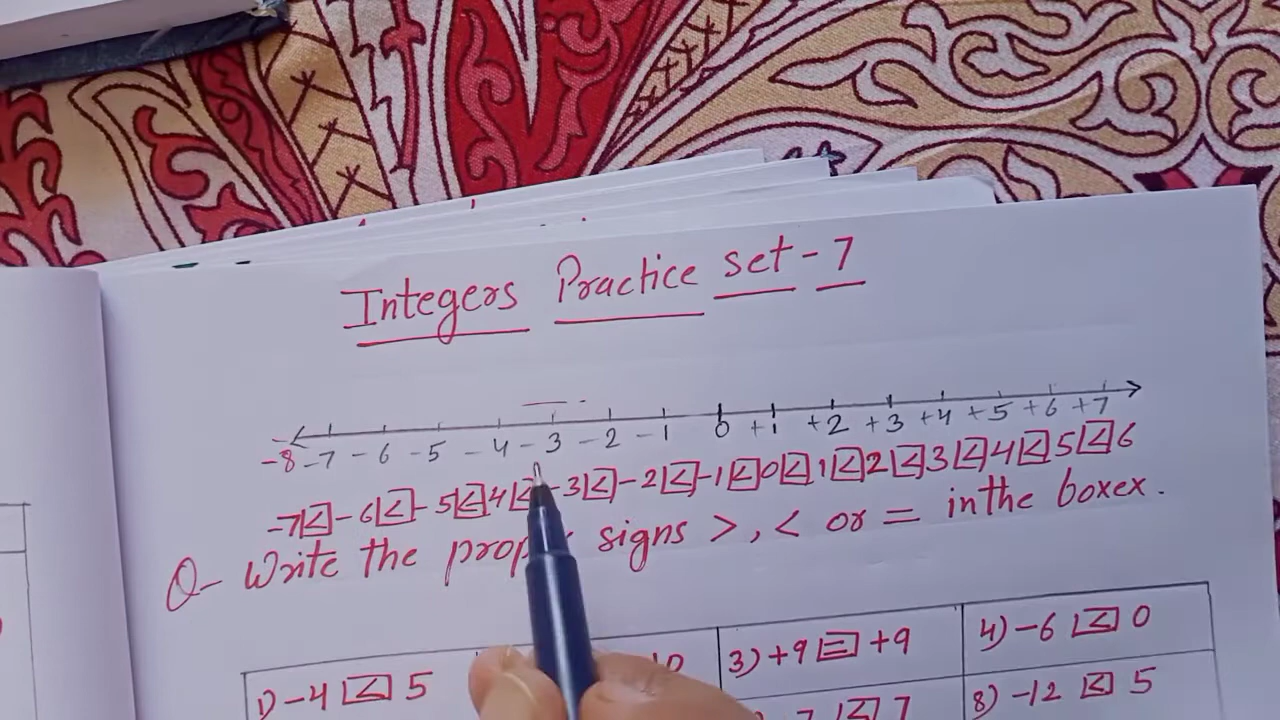 Integers Practice set - 7
-8 -7 -6 -5 -4 -3 -2 -1 0 +1 +2 +3 +4 +5 +6 +7
-7 < -6 < -5 < 4 < -3 < -2 < -1 < 0 < 1 < 2 < 3 < 4 < 5 < 6
Q- Write the signs >, < or = in the boxex.
1) -4 < 5
3) +9 = +9
4) -6 < 0
< 7
8) -12 < 5